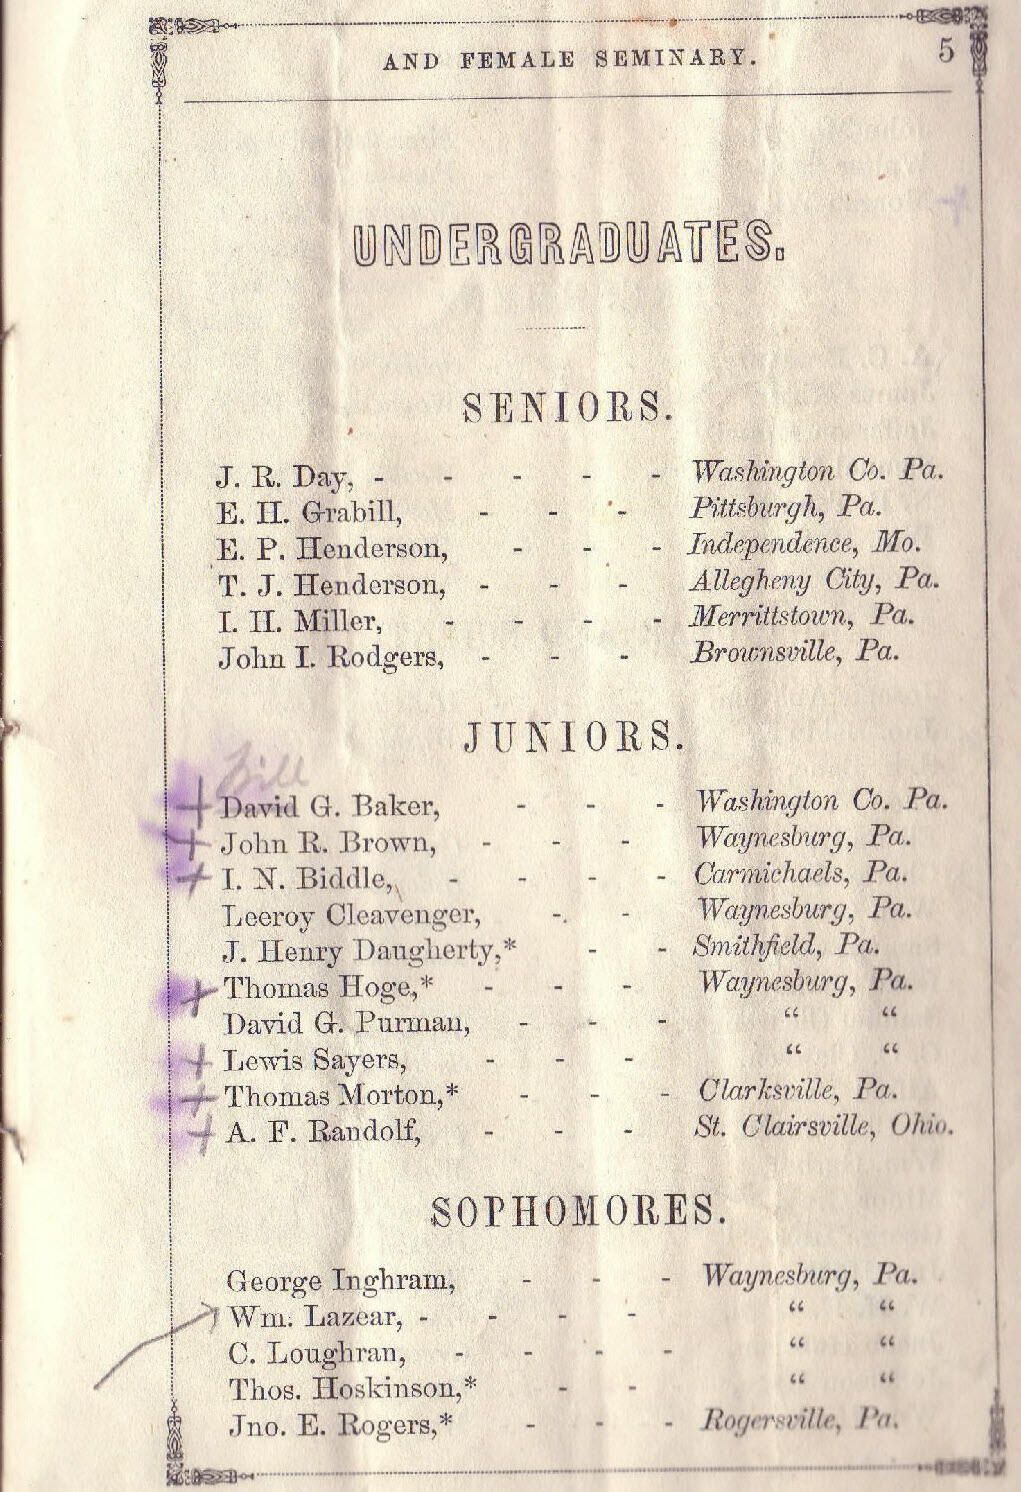 AND FEMALE SEMINARY. 5
UNDERGRADUATES.
SENIORS.
J. R. Day, - - - - - Washington Co. Pa.
E. H. Grabill, - - - Pittsburgh, Pa.
E. P. Henderson, - - - Independence, Mo.
T. J. Henderson, - - - Allegheny City, Pa.
I. H. Miller, - - - - Merrittstown, Pa.
John I. Rodgers, - - - Brownsville, Pa.
JUNIORS.
Bill
+ David G. Baker, - - - Washington Co. Pa.
+ John R. Brown, - - - Waynesburg, Pa.
+ I. N. Biddle, - - - - Carmichaels, Pa.
Leeroy Cleavenger, - - Waynesburg, Pa.
J. Henry Daugherty,* - - Smithfield, Pa.
+ Thomas Hoge,* - - - Waynesburg, Pa.
David G. Purman, - - - “ “
+ Lewis Sayers, - - - “ “
+ Thomas Morton,* - - - Clarksville, Pa.
+ A. F. Randolf, - - - St. Clairsville, Ohio.
SOPHOMORES.
George Inghram, - - - Waynesburg, Pa.
Wm. Lazear, - - - - “ “
C. Loughran, - - - - “ “
Thos. Hoskinson,* - - “ “
Jno. E. Rogers,* - - - Rogersville, Pa.